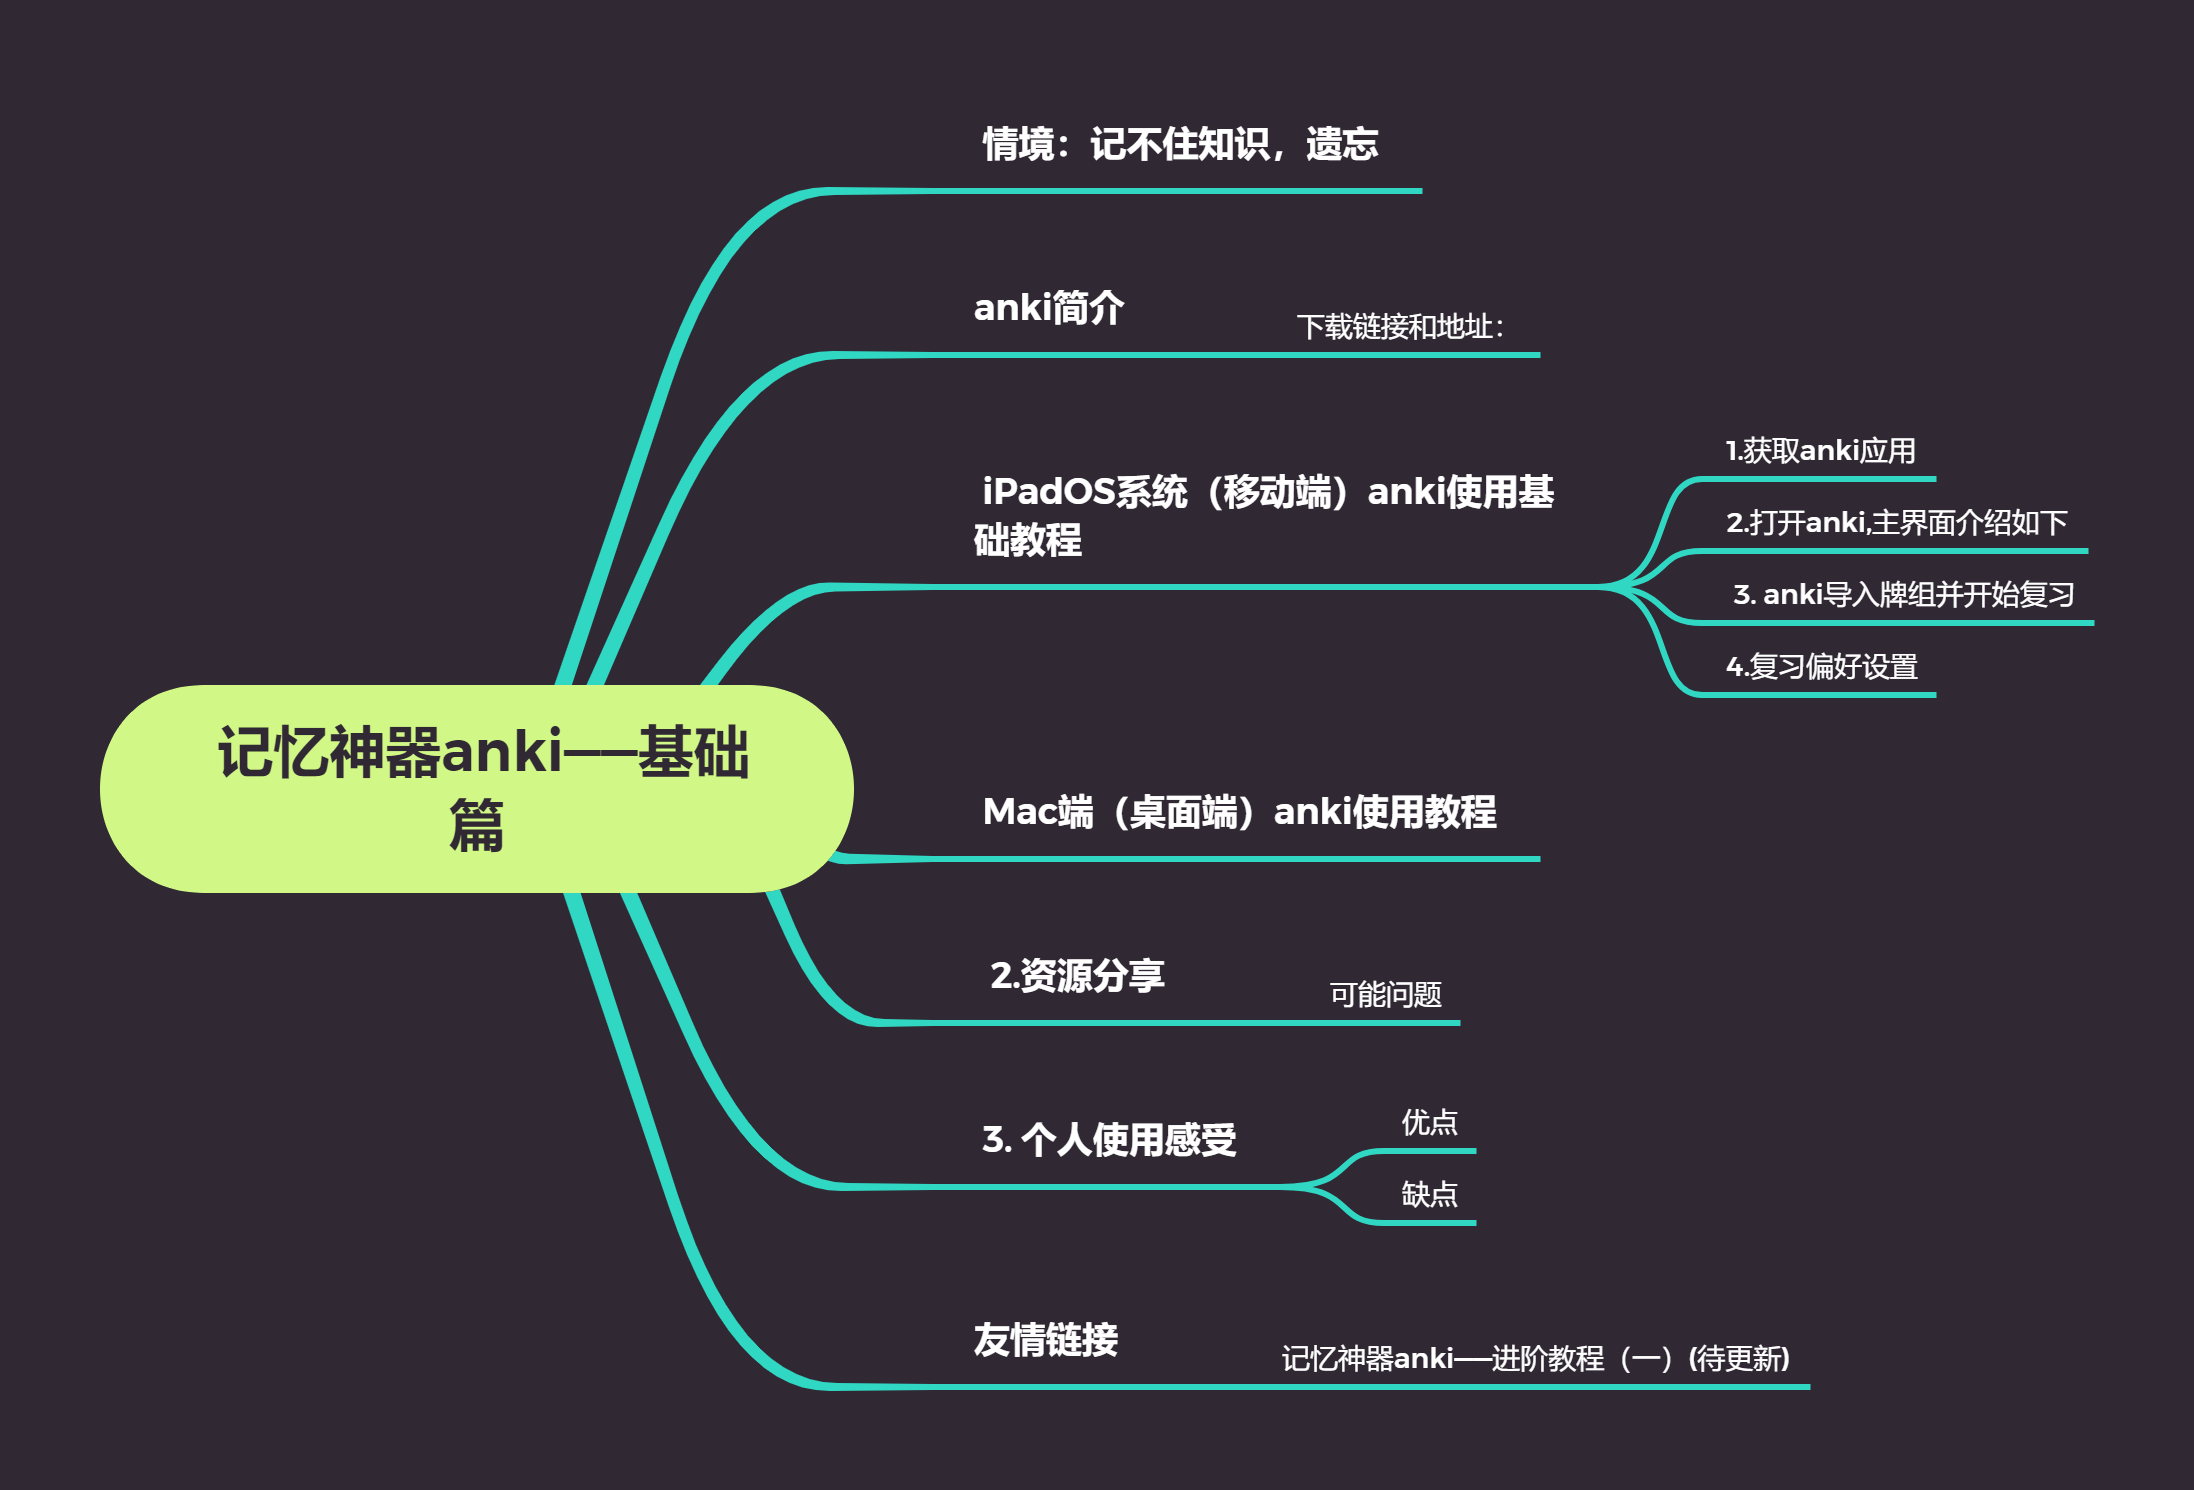 情境：记不住知识，遗忘
anki简介
下载链接和地址：
iPadOS系统（移动端）anki使用基
础教程
1.获取anki应用
2.打开anki,主界面介绍如下
3. anki导入牌组并开始复习
4.复习偏好设置
记忆神器anki——基础
篇
Mac端（桌面端）anki使用教程
2.资源分享
可能问题
3. 个人使用感受
优点
缺点
友情链接
记忆神器anki——进阶教程（一）(待更新)